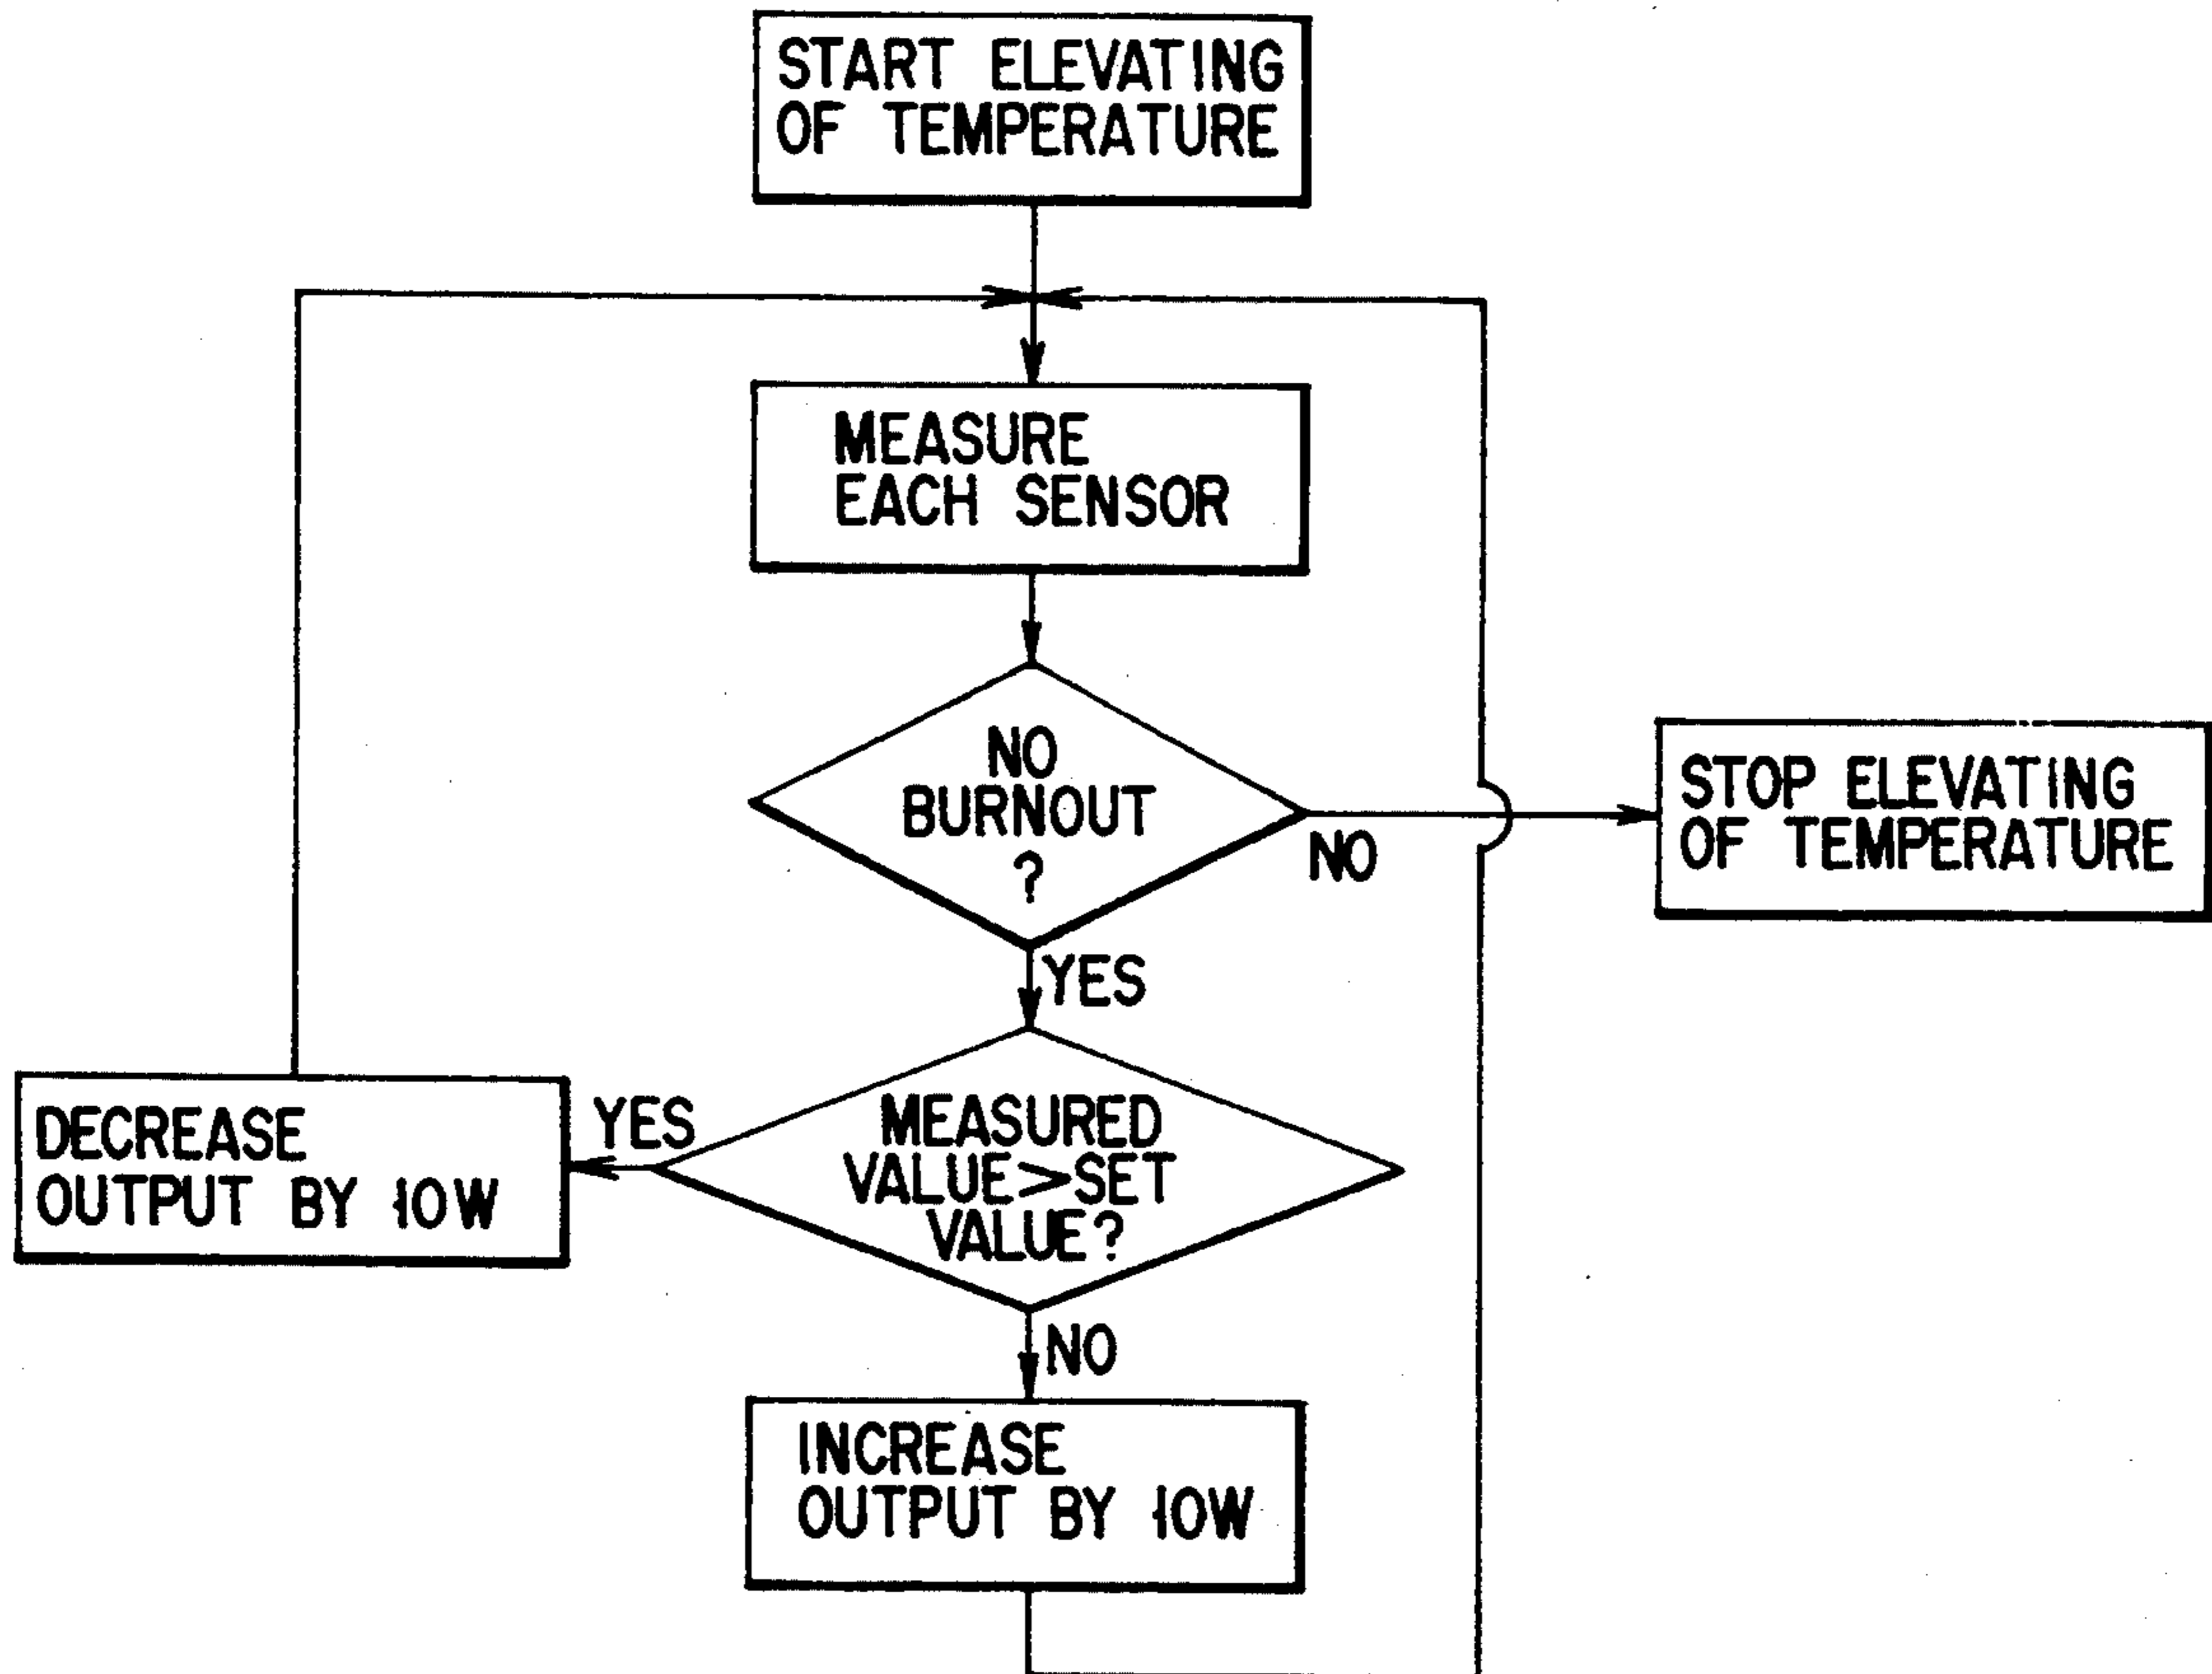 START ELEVATING
OF TEMPERATURE
MEASURE
EACH SENSOR
NO
BURNOUT
?
NO
STOP ELEVATING
OF TEMPERATURE
YES
MEASURED
VALUE>SET
VALUE?
YES
DECREASE
OUTPUT BY 10W
NO
INCREASE
OUTPUT BY 10W